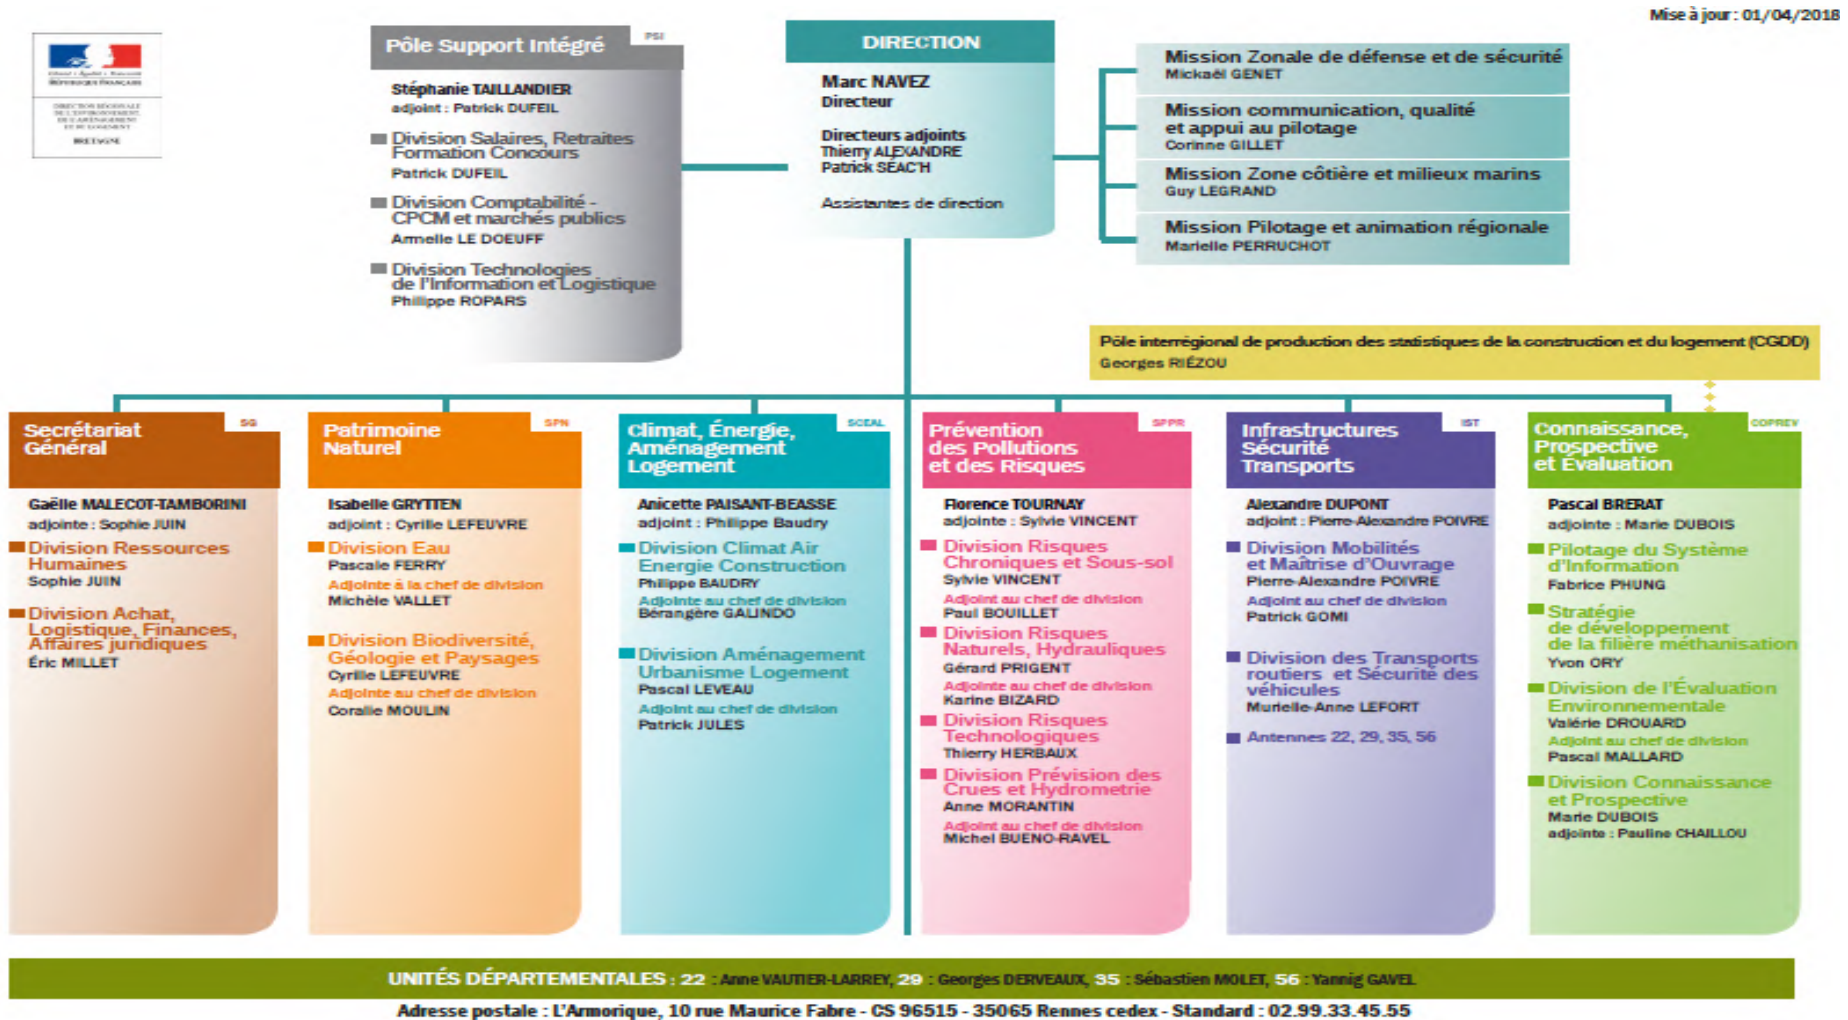 Mise à jour : 01/04/2018
Liberté • Égalité • Fraternité
RÉPUBLIQUE FRANÇAISE
DIRECTION RÉGIONALE
DE L'ENVIRONNEMENT,
DE L'AMÉNAGEMENT
ET DU LOGEMENT
BRETAGNE
Pôle Support Intégré
PSI
Stéphanie TAILLANDIER
adjoint : Patrick DUFEIL
Division Salaires, Retraites
Formation Concours
Patrick DUFEIL
Division Comptabilité -
CPCM et marchés publics
Armelle LE DOEUFF
Division Technologies
de l'Information et Logistique
Philippe ROPARS
DIRECTION
Marc NAVEZ
Directeur
Directeurs adjoints
Thierry ALEXANDRE
Patrick SÉAC'H
Assistantes de direction
Mission Zonale de défense et de sécurité
Mickaël GENET
Mission communication, qualité
et appui au pilotage
Corinne GILLET
Mission Zone côtière et milieux marins
Guy LEGRAND
Mission Pilotage et animation régionale
Marielle PERRUCHOT
Pôle interrégional de production des statistiques de la construction et du logement (CGDD)
Georges RIÉZOU
Secrétariat
Général
SG
Gaëlle MALECOT-TAMBORINI
adjointe : Sophie JUIN
Division Ressources
Humaines
Sophie JUIN
Division Achat,
Logistique, Finances,
Affaires juridiques
Éric MILLET
Patrimoine
Naturel
SPN
Isabelle GRYTTEN
adjoint : Cyrille LEFEUVRE
Division Eau
Pascale FERRY
Adjointe à la chef de division
Michèle VALLET
Division Biodiversité,
Géologie et Paysages
Cyrille LEFEUVRE
Adjointe au chef de division
Coralie MOULIN
Climat, Énergie,
Aménagement
Logement
SCEAL
Anicette PAISANT-BEASSE
adjoint : Philippe Baudry
Division Climat Air
Energie Construction
Philippe BAUDRY
Adjointe au chef de division
Bérangère GALINDO
Division Aménagement
Urbanisme Logement
Pascal LEVEAU
Adjoint au chef de division
Patrick JULES
Prévention
des Pollutions
et des Risques
SPPR
Florence TOURNAY
adjointe : Sylvie VINCENT
Division Risques
Chroniques et Sous-sol
Sylvie VINCENT
Adjoint au chef de division
Paul BOUILLET
Division Risques
Naturels, Hydrauliques
Gérard PRIGENT
Adjointe au chef de division
Karine BIZARD
Division Risques
Technologiques
Thierry HERBAUX
Division Prévision des
Crues et Hydrometrie
Anne MORANTIN
Adjoint au chef de division
Michel BUENO-RAVEL
Infrastructures
Sécurité
Transports
IST
Alexandre DUPONT
adjoint : Pierre-Alexandre POIVRE
Division Mobilités
et Maîtrise d'Ouvrage
Pierre-Alexandre POIVRE
Adjoint au chef de division
Patrick GOMI
Division des Transports
routiers et Sécurité des
véhicules
Murielle-Anne LEFORT
Antennes 22, 29, 35, 56
Connaissance,
Prospective
et Évaluation
COPREV
Pascal BRERAT
adjointe : Marie DUBOIS
Pilotage du Système
d'Information
Fabrice PHUNG
Stratégie
de développement
de la filière méthanisation
Yvon ORY
Division de l'Évaluation
Environnementale
Valérie DROUARD
Adjoint au chef de division
Pascal MALLARD
Division Connaissance
et Prospective
Marie DUBOIS
adjointe : Pauline CHAILLOU
UNITÉS DÉPARTEMENTALES : 22 : Anne VAUTIER-LARREY, 29 : Georges DERVEAUX, 35 : Sébastien MOLET, 56 : Yannig GAVEL
Adresse postale : L'Armorique, 10 rue Maurice Fabre - CS 96515 - 35065 Rennes cedex - Standard : 02.99.33.45.55